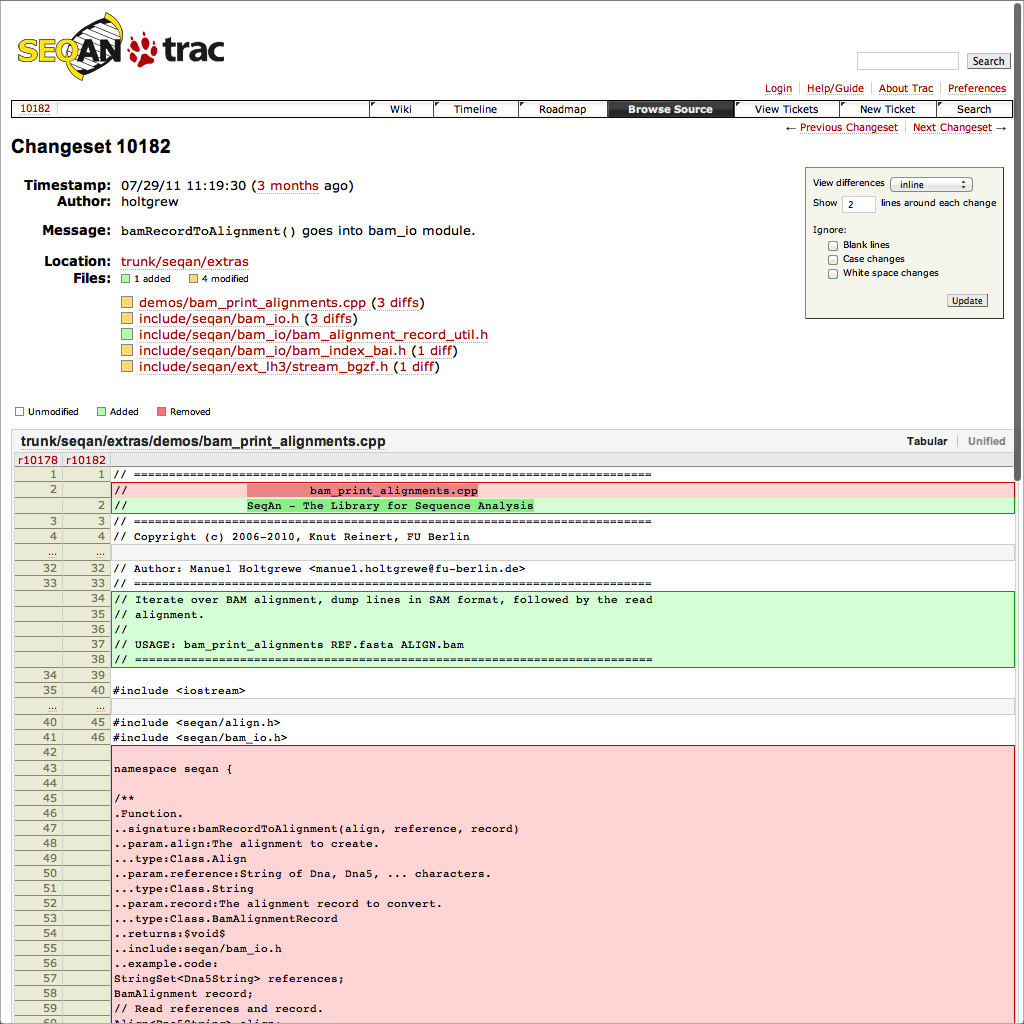 SEQAN trac
Search
Login Help/Guide About Trac Preferences
10182 Wiki Timeline Roadmap Browse Source View Tickets New Ticket Search
← Previous Changeset Next Changeset →
Changeset 10182
View differences inline
Show 2 lines around each change
Ignore:
Blank lines
Case changes
White space changes
Update
Timestamp: 07/29/11 11:19:30 (3 months ago)
Author: holtgrew
Message: bamRecordToAlignment() goes into bam_io module.
Location: trunk/seqan/extras
Files: 1 added 4 modified
demos/bam_print_alignments.cpp (3 diffs)
include/seqan/bam_io.h (3 diffs)
include/seqan/bam_io/bam_alignment_record_util.h
include/seqan/bam_io/bam_index_bai.h (1 diff)
include/seqan/ext_lh3/stream_bgzf.h (1 diff)
Unmodified Added Removed
trunk/seqan/extras/demos/bam_print_alignments.cpp Tabular Unified
r10178 r10182
1 1 // ==========================================================================
2 // bam_print_alignments.cpp
2 // SeqAn - The Library for Sequence Analysis
3 3 // ==========================================================================
4 4 // Copyright (c) 2006-2010, Knut Reinert, FU Berlin
... ...
32 32 // Author: Manuel Holtgrewe <manuel.holtgrewe@fu-berlin.de>
33 33 // ==========================================================================
34 // Iterate over BAM alignment, dump lines in SAM format, followed by the read
35 // alignment.
36 //
37 // USAGE: bam_print_alignments REF.fasta ALIGN.bam
38 // ==========================================================================
34 39
35 40 #include <iostream>
... ...
40 45 #include <seqan/align.h>
41 46 #include <seqan/bam_io.h>
42
43 namespace seqan {
44
45 /**
46 .Function.
47 ..signature:bamRecordToAlignment(align, reference, record)
48 ..param.align:The alignment to create.
49 ...type:Class.Align
50 ..param.reference:String of Dna, Dna5, ... characters.
51 ...type:Class.String
52 ..param.record:The alignment record to convert.
53 ...type:Class.BamAlignmentRecord
54 ..returns:$void$
55 ..include:seqan/bam_io.h
56 ..example.code:
57 StringSet<Dna5String> references;
58 BamAlignment record;
59 // Read references and record.
60 Align<Dna5String> align;